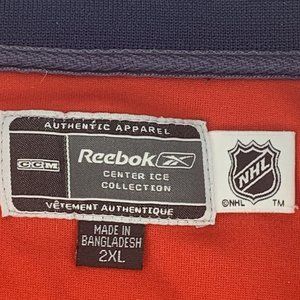 AUTHENTIC APPAREL
CCM
Reebok
CENTER ICE
COLLECTION
VÊTEMENT AUTHENTIQUE
NHL
©NHL TM
MADE IN
BANGLADESH
2XL